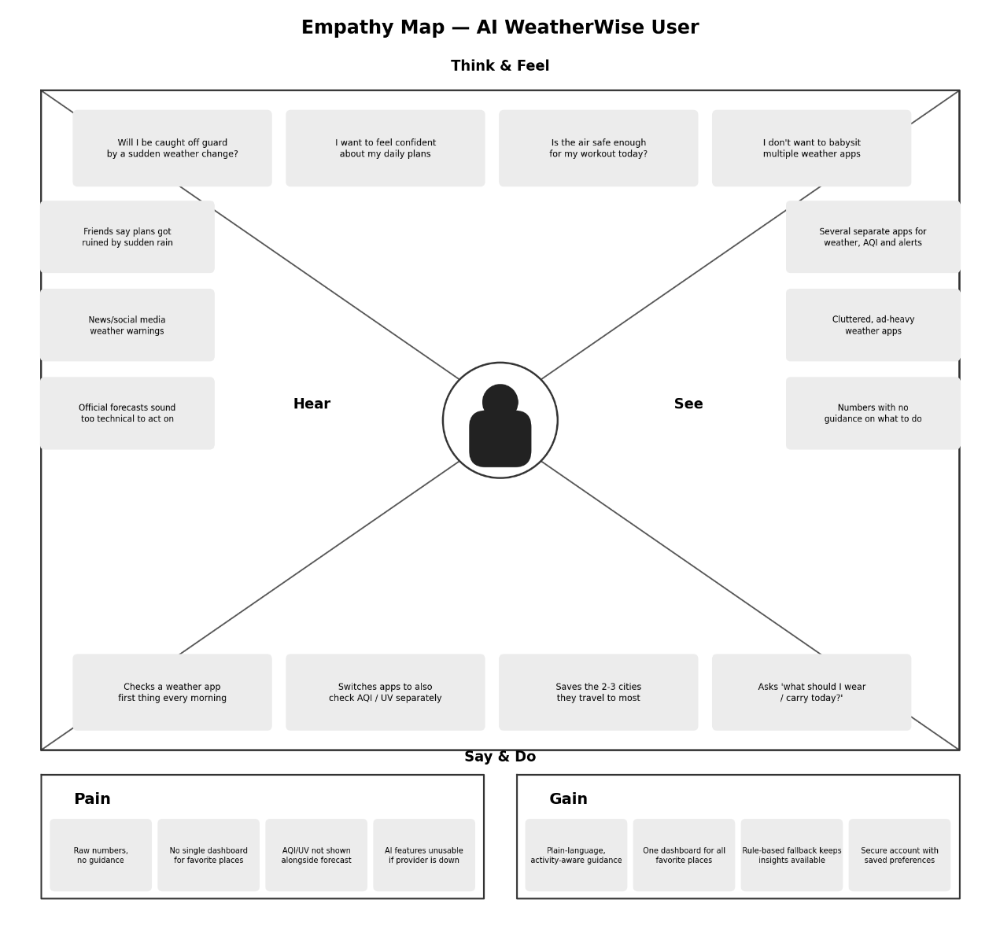 Empathy Map — AI WeatherWise User
Think & Feel
Will I be caught off guard
by a sudden weather change?
I want to feel confident
about my daily plans
Is the air safe enough
for my workout today?
I don't want to babysit
multiple weather apps
Friends say plans got
ruined by sudden rain
News/social media
weather warnings
Official forecasts sound
too technical to act on
Hear
See
Several separate apps for
weather, AQI and alerts
Cluttered, ad-heavy
weather apps
Numbers with no
guidance on what to do
Checks a weather app
first thing every morning
Switches apps to also
check AQI / UV separately
Saves the 2-3 cities
they travel to most
Asks 'what should I wear
/ carry today?'
Say & Do
Pain
Raw numbers,
no guidance
No single dashboard
for favorite places
AQI/UV not shown
alongside forecast
AI features unusable
if provider is down
Gain
Plain-language,
activity-aware guidance
One dashboard for all
favorite places
Rule-based fallback keeps
insights available
Secure account with
saved preferences